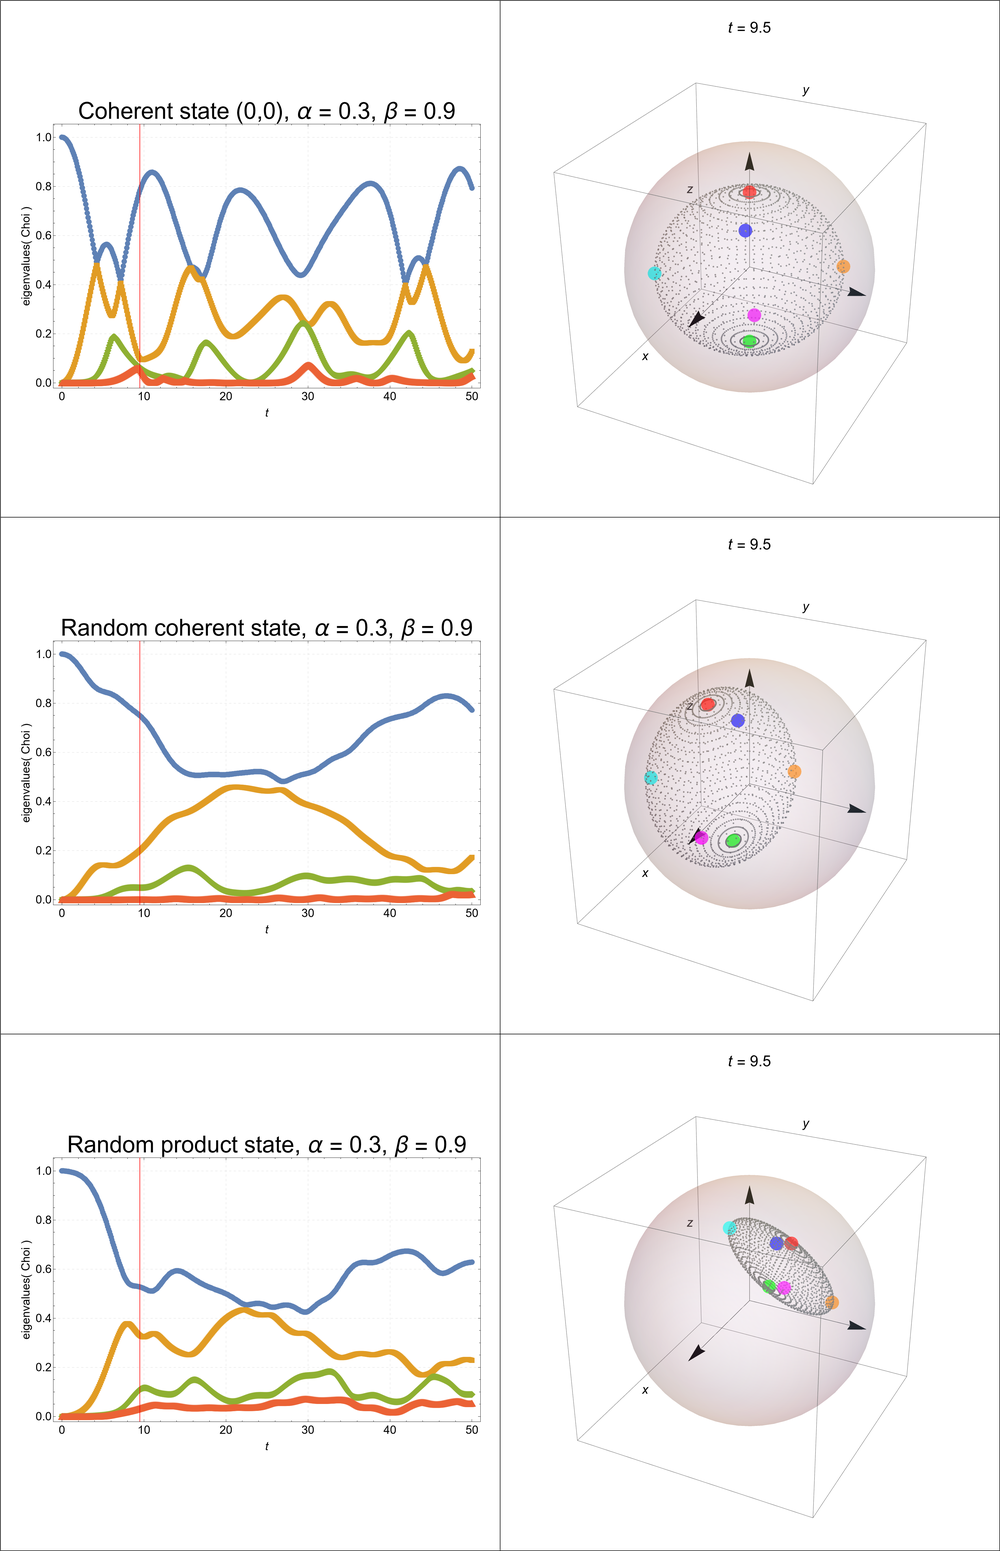 t = 9.5
y
Coherent state (0,0), α = 0.3, β = 0.9
1.0
0.8
z
0.6
eigenvalues( Choi )
0.4
x
0.2
0.0
0 10 20 30 40 50
t
t = 9.5
y
Random coherent state, α = 0.3, β = 0.9
1.0
0.8
z
0.6
eigenvalues( Choi )
0.4
x
0.2
0.0
0 10 20 30 40 50
t
t = 9.5
y
Random product state, α = 0.3, β = 0.9
1.0
0.8
z
0.6
eigenvalues( Choi )
0.4
x
0.2
0.0
0 10 20 30 40 50
t